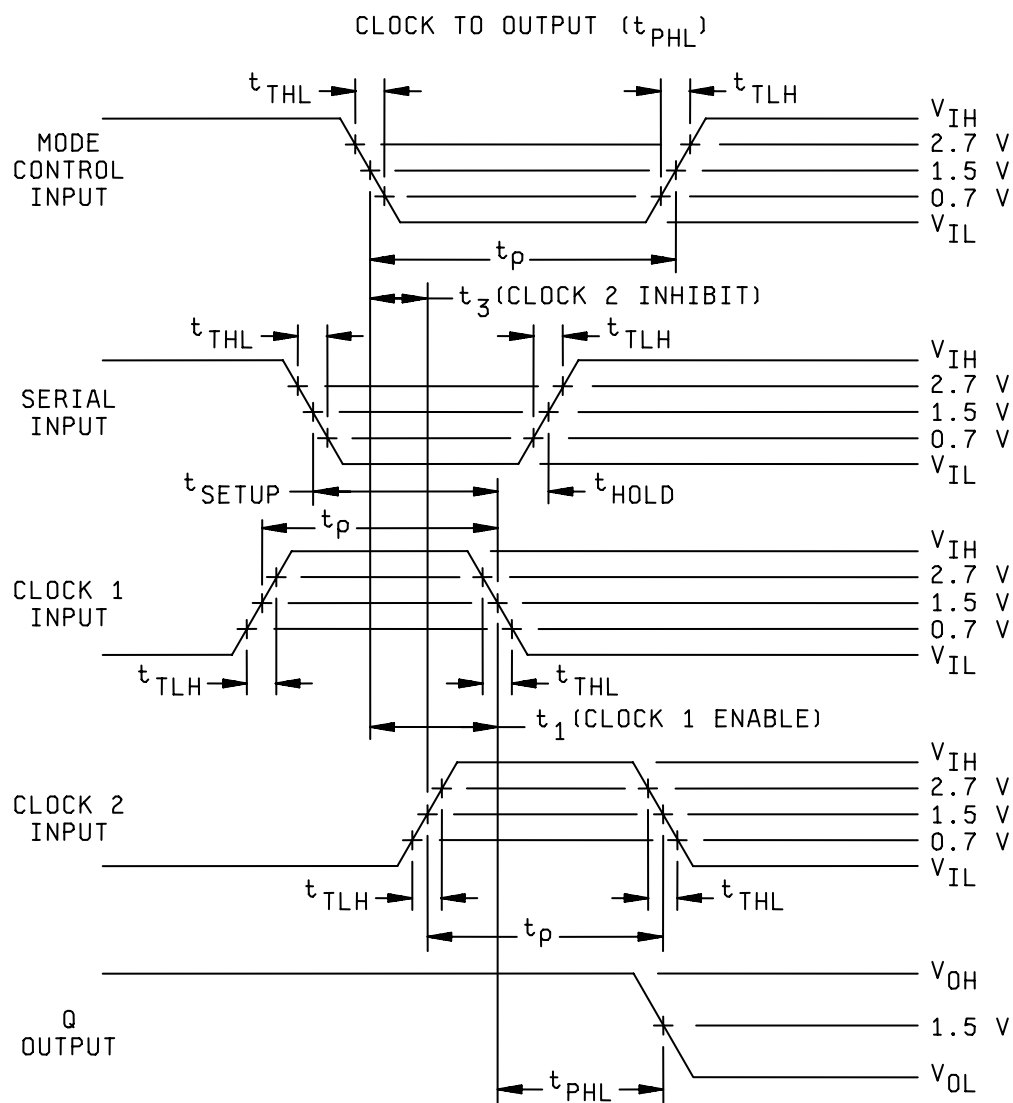 CLOCK TO OUTPUT (tPHL)
tTHL
tTLH
MODE
CONTROL
INPUT
VIH
2.7 V
1.5 V
0.7 V
VIL
tp
t3 (CLOCK 2 INHIBIT)
tTHL
tTLH
SERIAL
INPUT
VIH
2.7 V
1.5 V
0.7 V
VIL
tSETUP
tHOLD
tp
CLOCK 1
INPUT
VIH
2.7 V
1.5 V
0.7 V
VIL
tTLH
tTHL
t1 (CLOCK 1 ENABLE)
CLOCK 2
INPUT
VIH
2.7 V
1.5 V
0.7 V
VIL
tTLH
tTHL
tp
Q
OUTPUT
VOH
1.5 V
VOL
tPHL